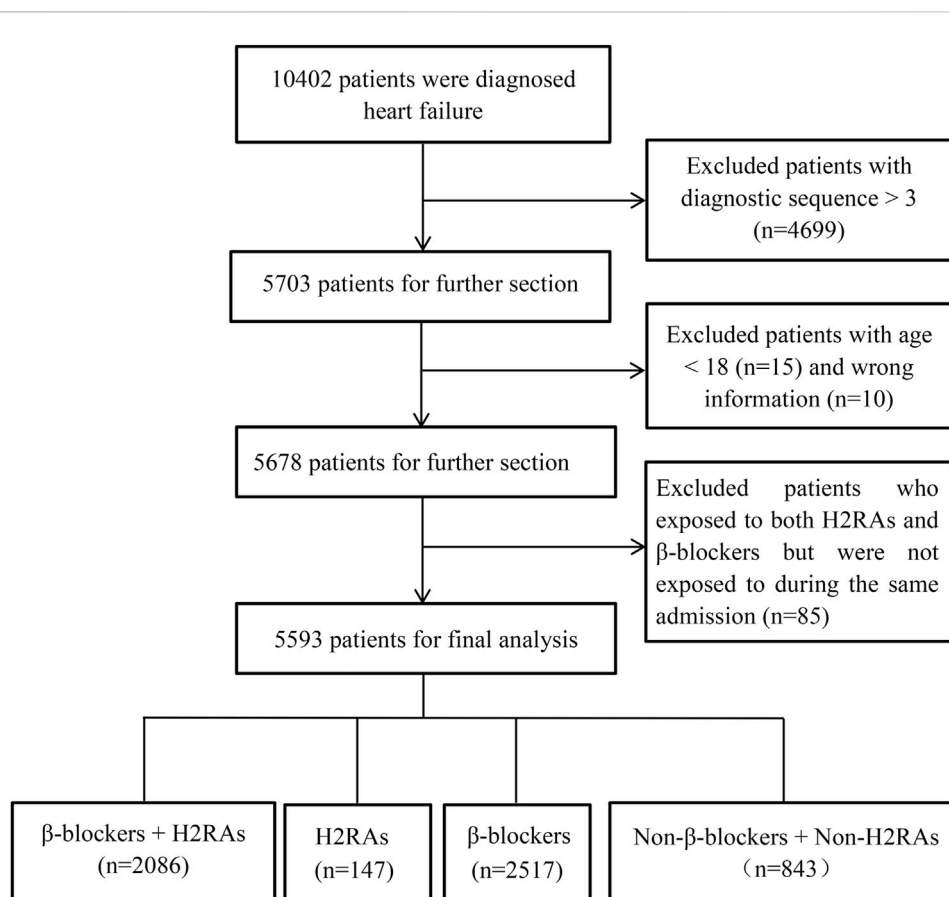 10402 patients were diagnosed
heart failure
Excluded patients with
diagnostic sequence > 3
(n=4699)
5703 patients for further section
Excluded patients with age
< 18 (n=15) and wrong
information (n=10)
5678 patients for further section
Excluded patients who
exposed to both H2RAs and
β-blockers but were not
exposed to during the same
admission (n=85)
5593 patients for final analysis
β-blockers + H2RAs
(n=2086)
H2RAs
(n=147)
β-blockers
(n=2517)
Non-β-blockers + Non-H2RAs
（n=843）